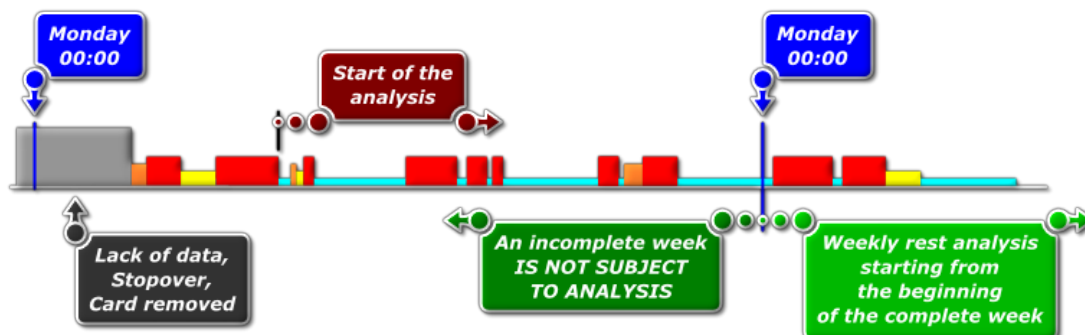 Monday
00:00
Start of the
analysis
Monday
00:00
Lack of data,
Stopover,
Card removed
An incomplete week
IS NOT SUBJECT
TO ANALYSIS
Weekly rest analysis
starting from
the beginning
of the complete week